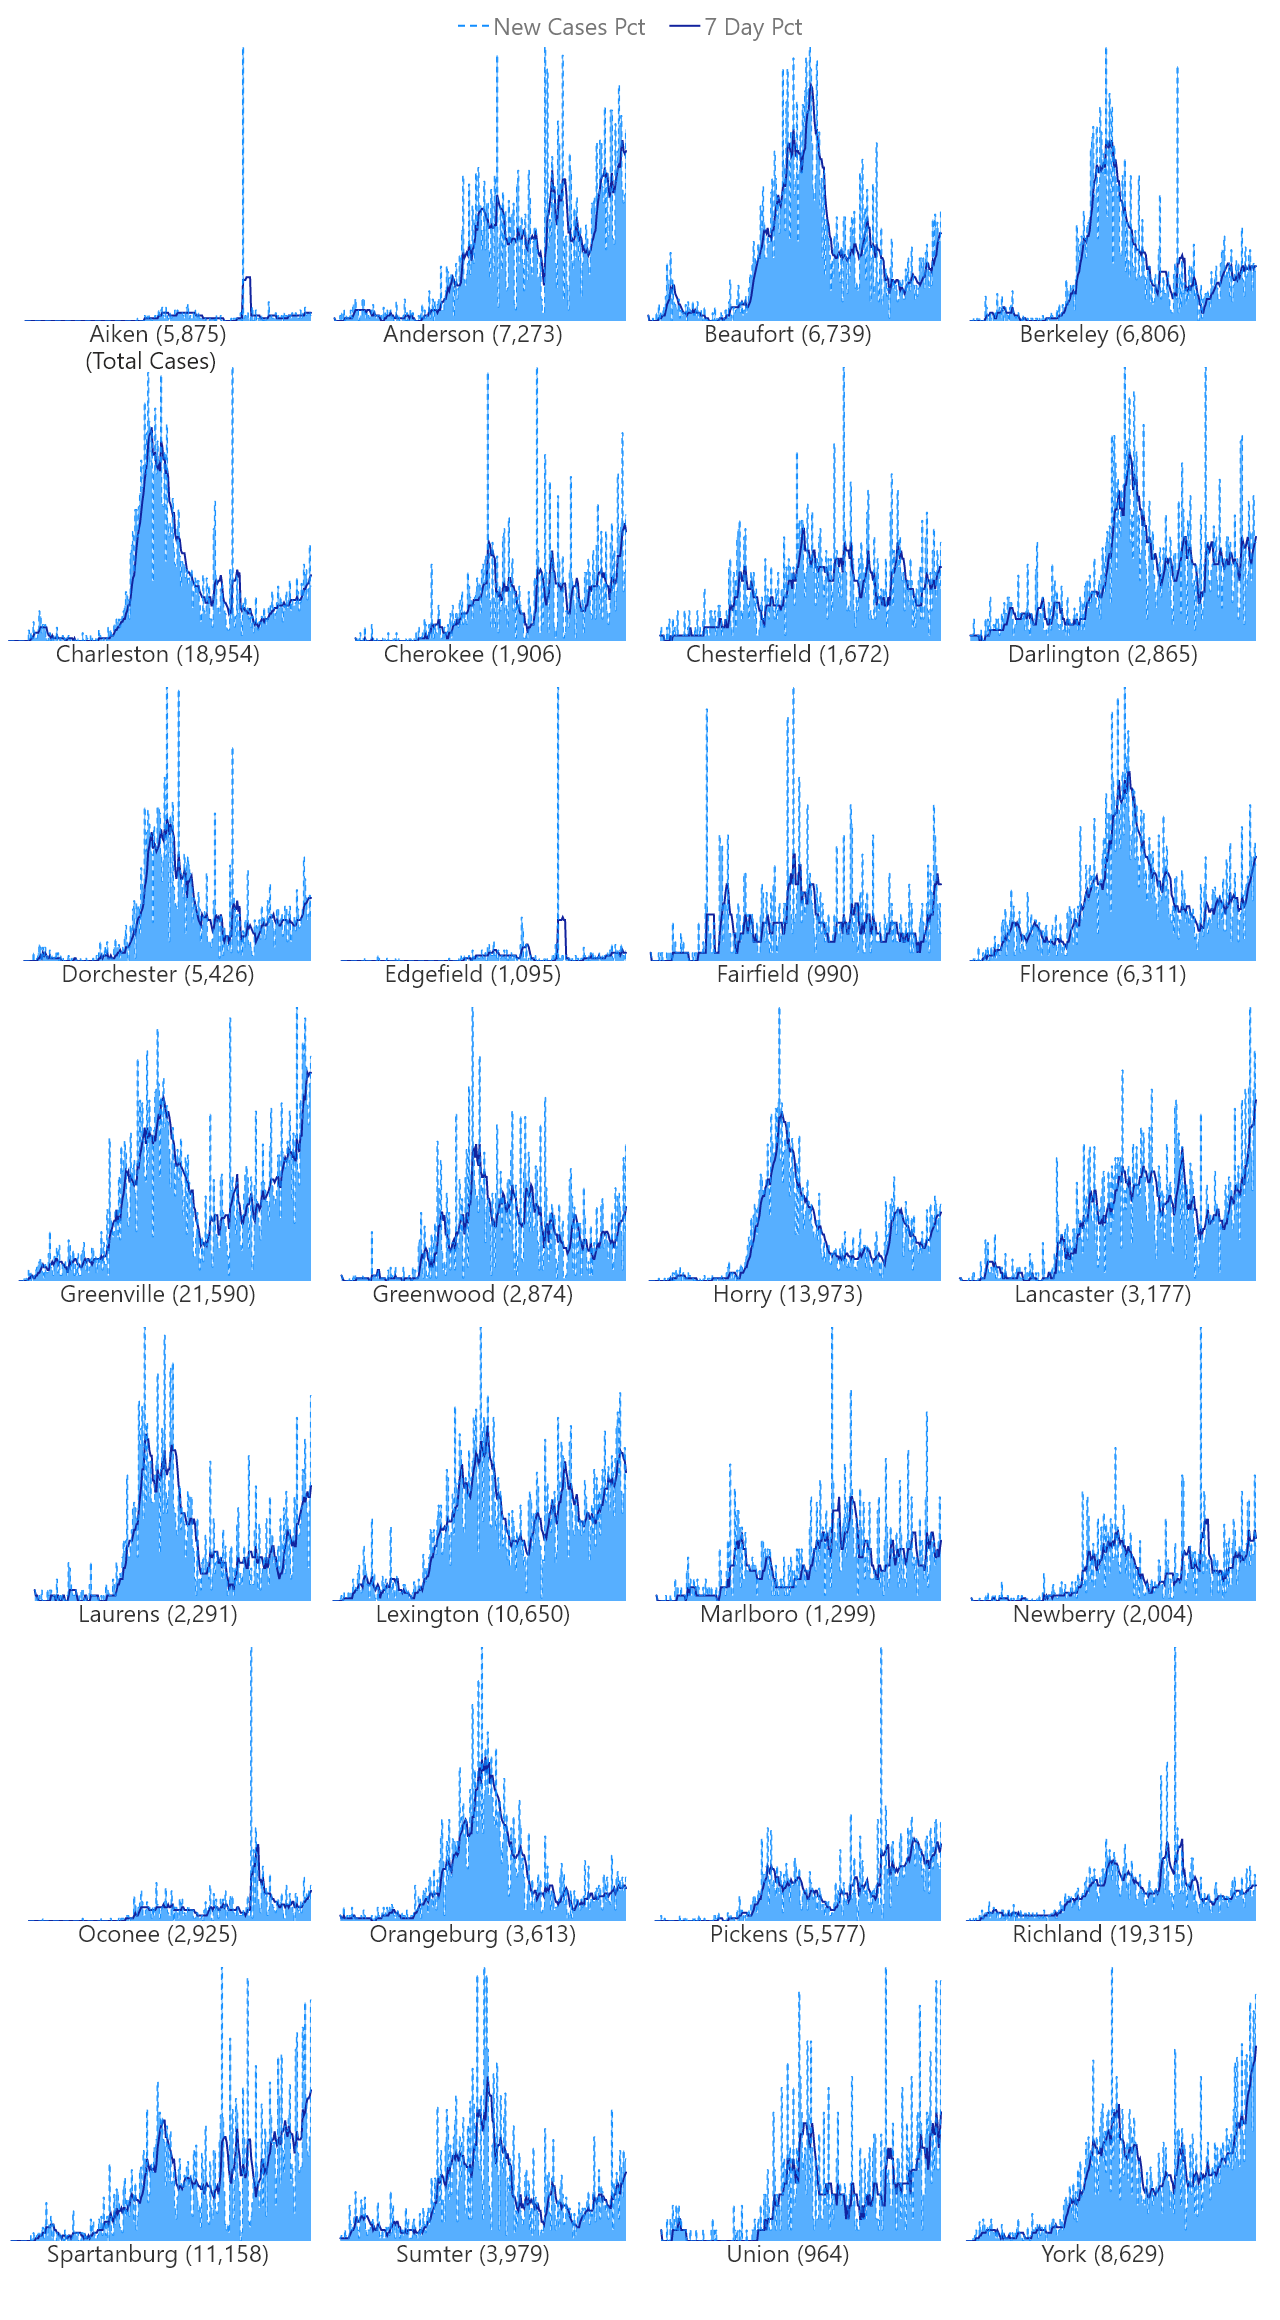 New Cases Pct 7 Day Pct
Aiken (5,875) Anderson (7,273) Beaufort (6,739) Berkeley (6,806)
(Total Cases)
Charleston (18,954) Cherokee (1,906) Chesterfield (1,672) Darlington (2,865)
Dorchester (5,426) Edgefield (1,095) Fairfield (990) Florence (6,311)
Greenville (21,590) Greenwood (2,874) Horry (13,973) Lancaster (3,177)
Laurens (2,291) Lexington (10,650) Marlboro (1,299) Newberry (2,004)
Oconee (2,925) Orangeburg (3,613) Pickens (5,577) Richland (19,315)
Spartanburg (11,158) Sumter (3,979) Union (964) York (8,629)